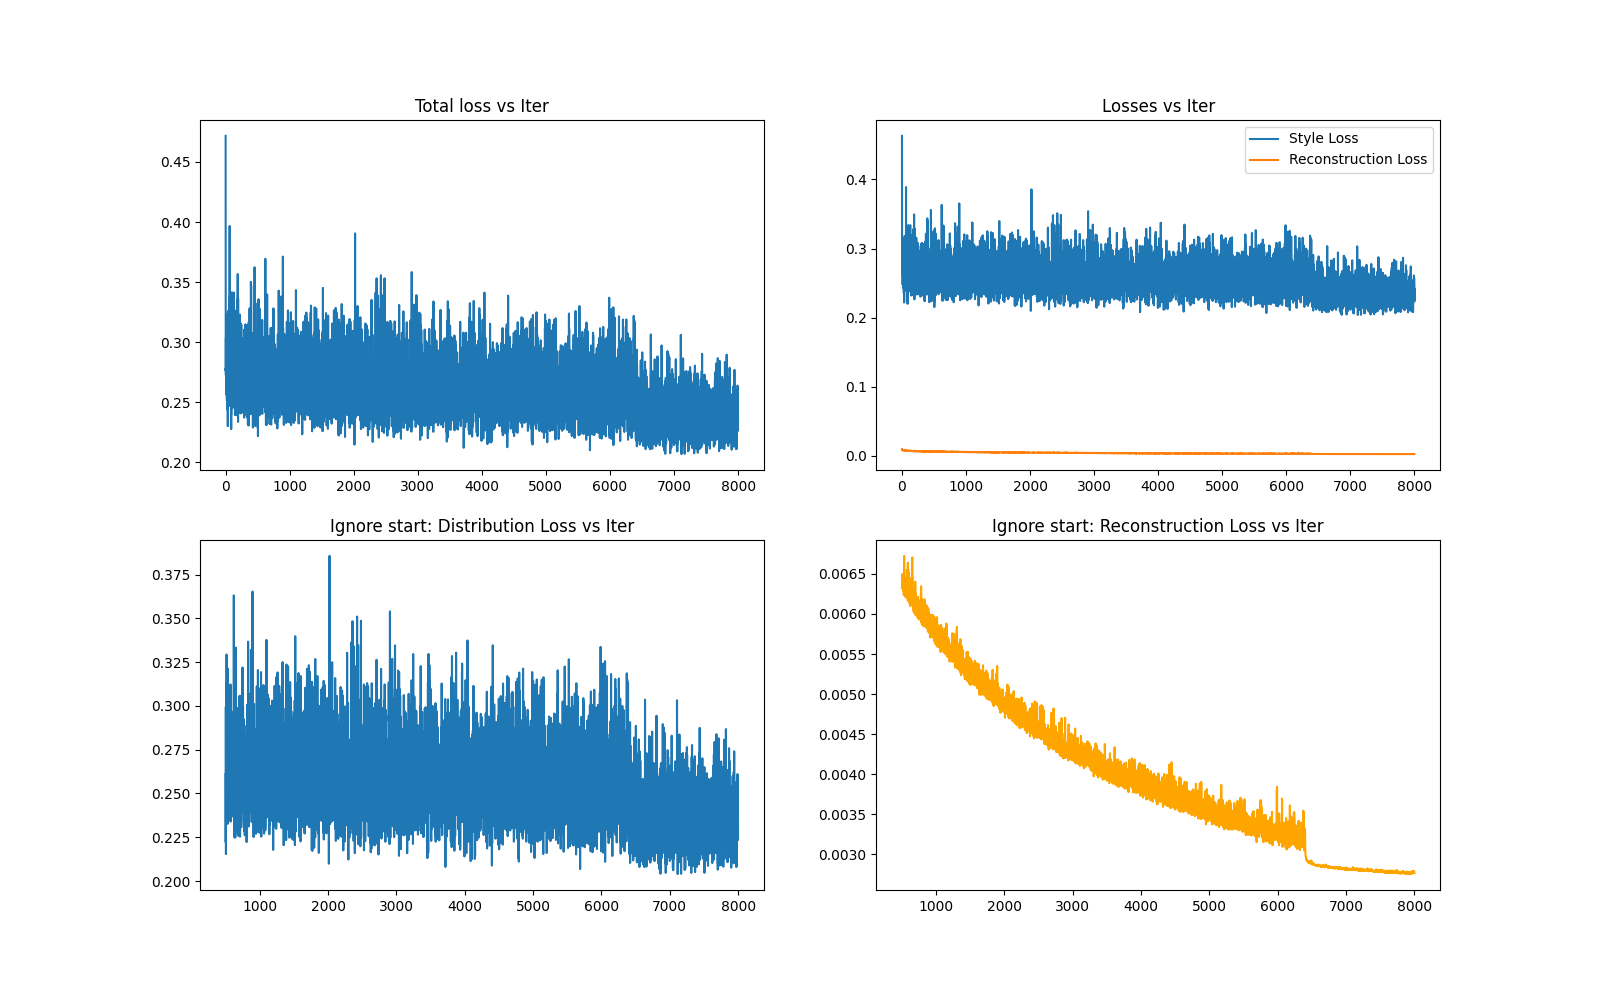 Total loss vs Iter
0.45
0.40
0.35
0.30
0.25
0.20
0 1000 2000 3000 4000 5000 6000 7000 8000
Losses vs Iter
Style Loss
Reconstruction Loss
0.4
0.3
0.2
0.1
0.0
0 1000 2000 3000 4000 5000 6000 7000 8000
Ignore start: Distribution Loss vs Iter
0.375
0.350
0.325
0.300
0.275
0.250
0.225
0.200
1000 2000 3000 4000 5000 6000 7000 8000
Ignore start: Reconstruction Loss vs Iter
0.0065
0.0060
0.0055
0.0050
0.0045
0.0040
0.0035
0.0030
1000 2000 3000 4000 5000 6000 7000 8000